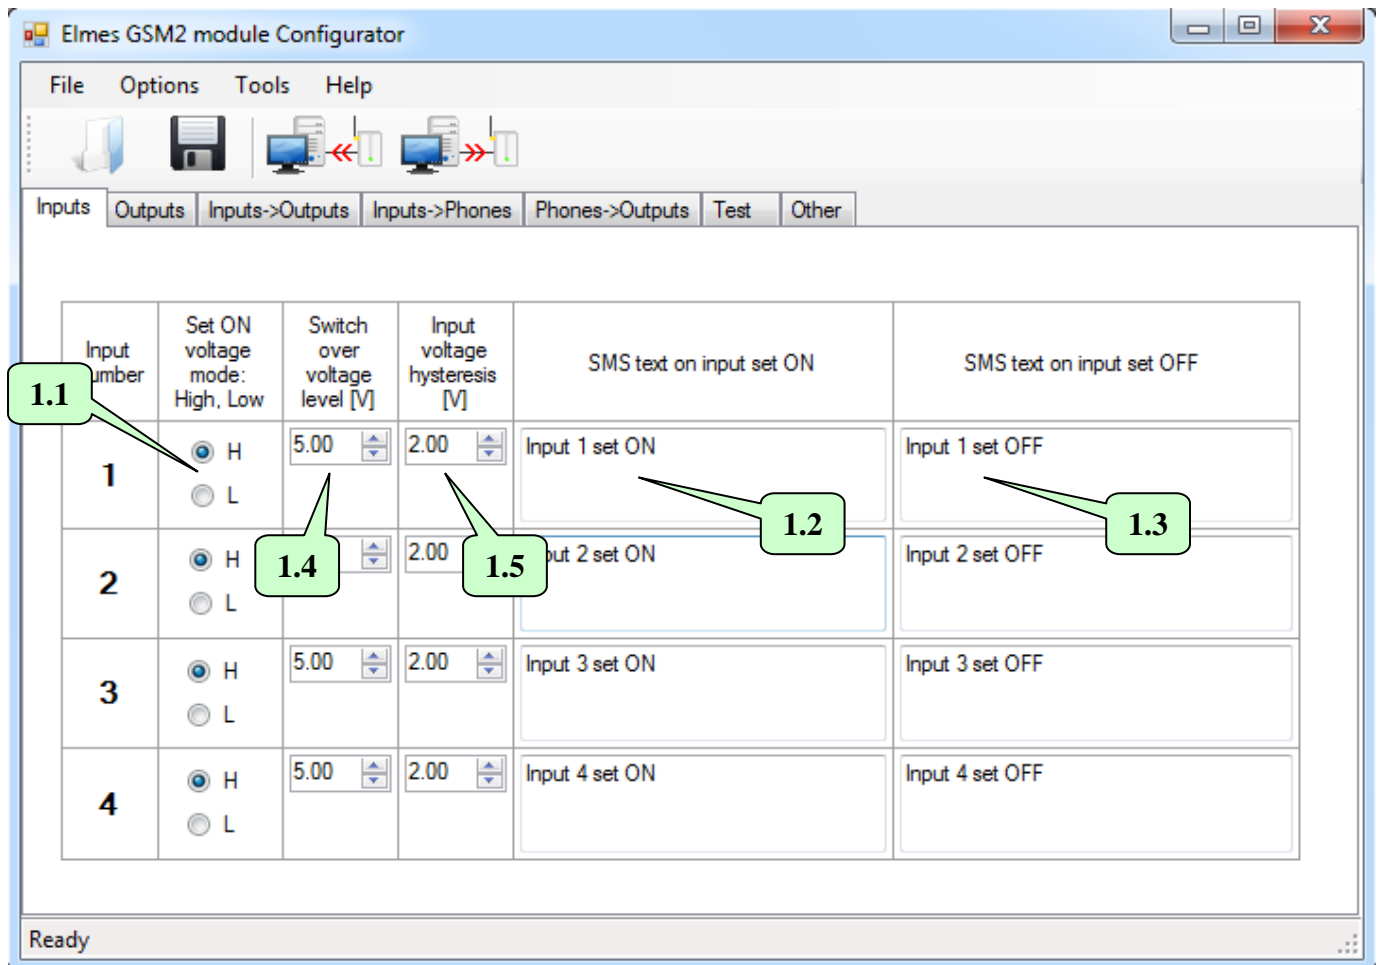 Elmes GSM2 module Configurator
File Options Tools Help
Inputs Outputs Inputs->Outputs Inputs->Phones Phones->Outputs Test Other
Input
Set ON
voltage
mode:
High, Low
Switch
over
voltage
level [V]
Input
voltage
hysteresis
[V]
SMS text on input set ON
SMS text on input set OFF
1.1
1
H
L
5.00
2.00
Input 1 set ON
Input 1 set OFF
1.2
1.3
1.4
1.5
2
H
L
2.00
2 set ON
Input 2 set OFF
3
H
L
5.00
2.00
Input 3 set ON
Input 3 set OFF
4
H
L
5.00
2.00
Input 4 set ON
Input 4 set OFF
Ready